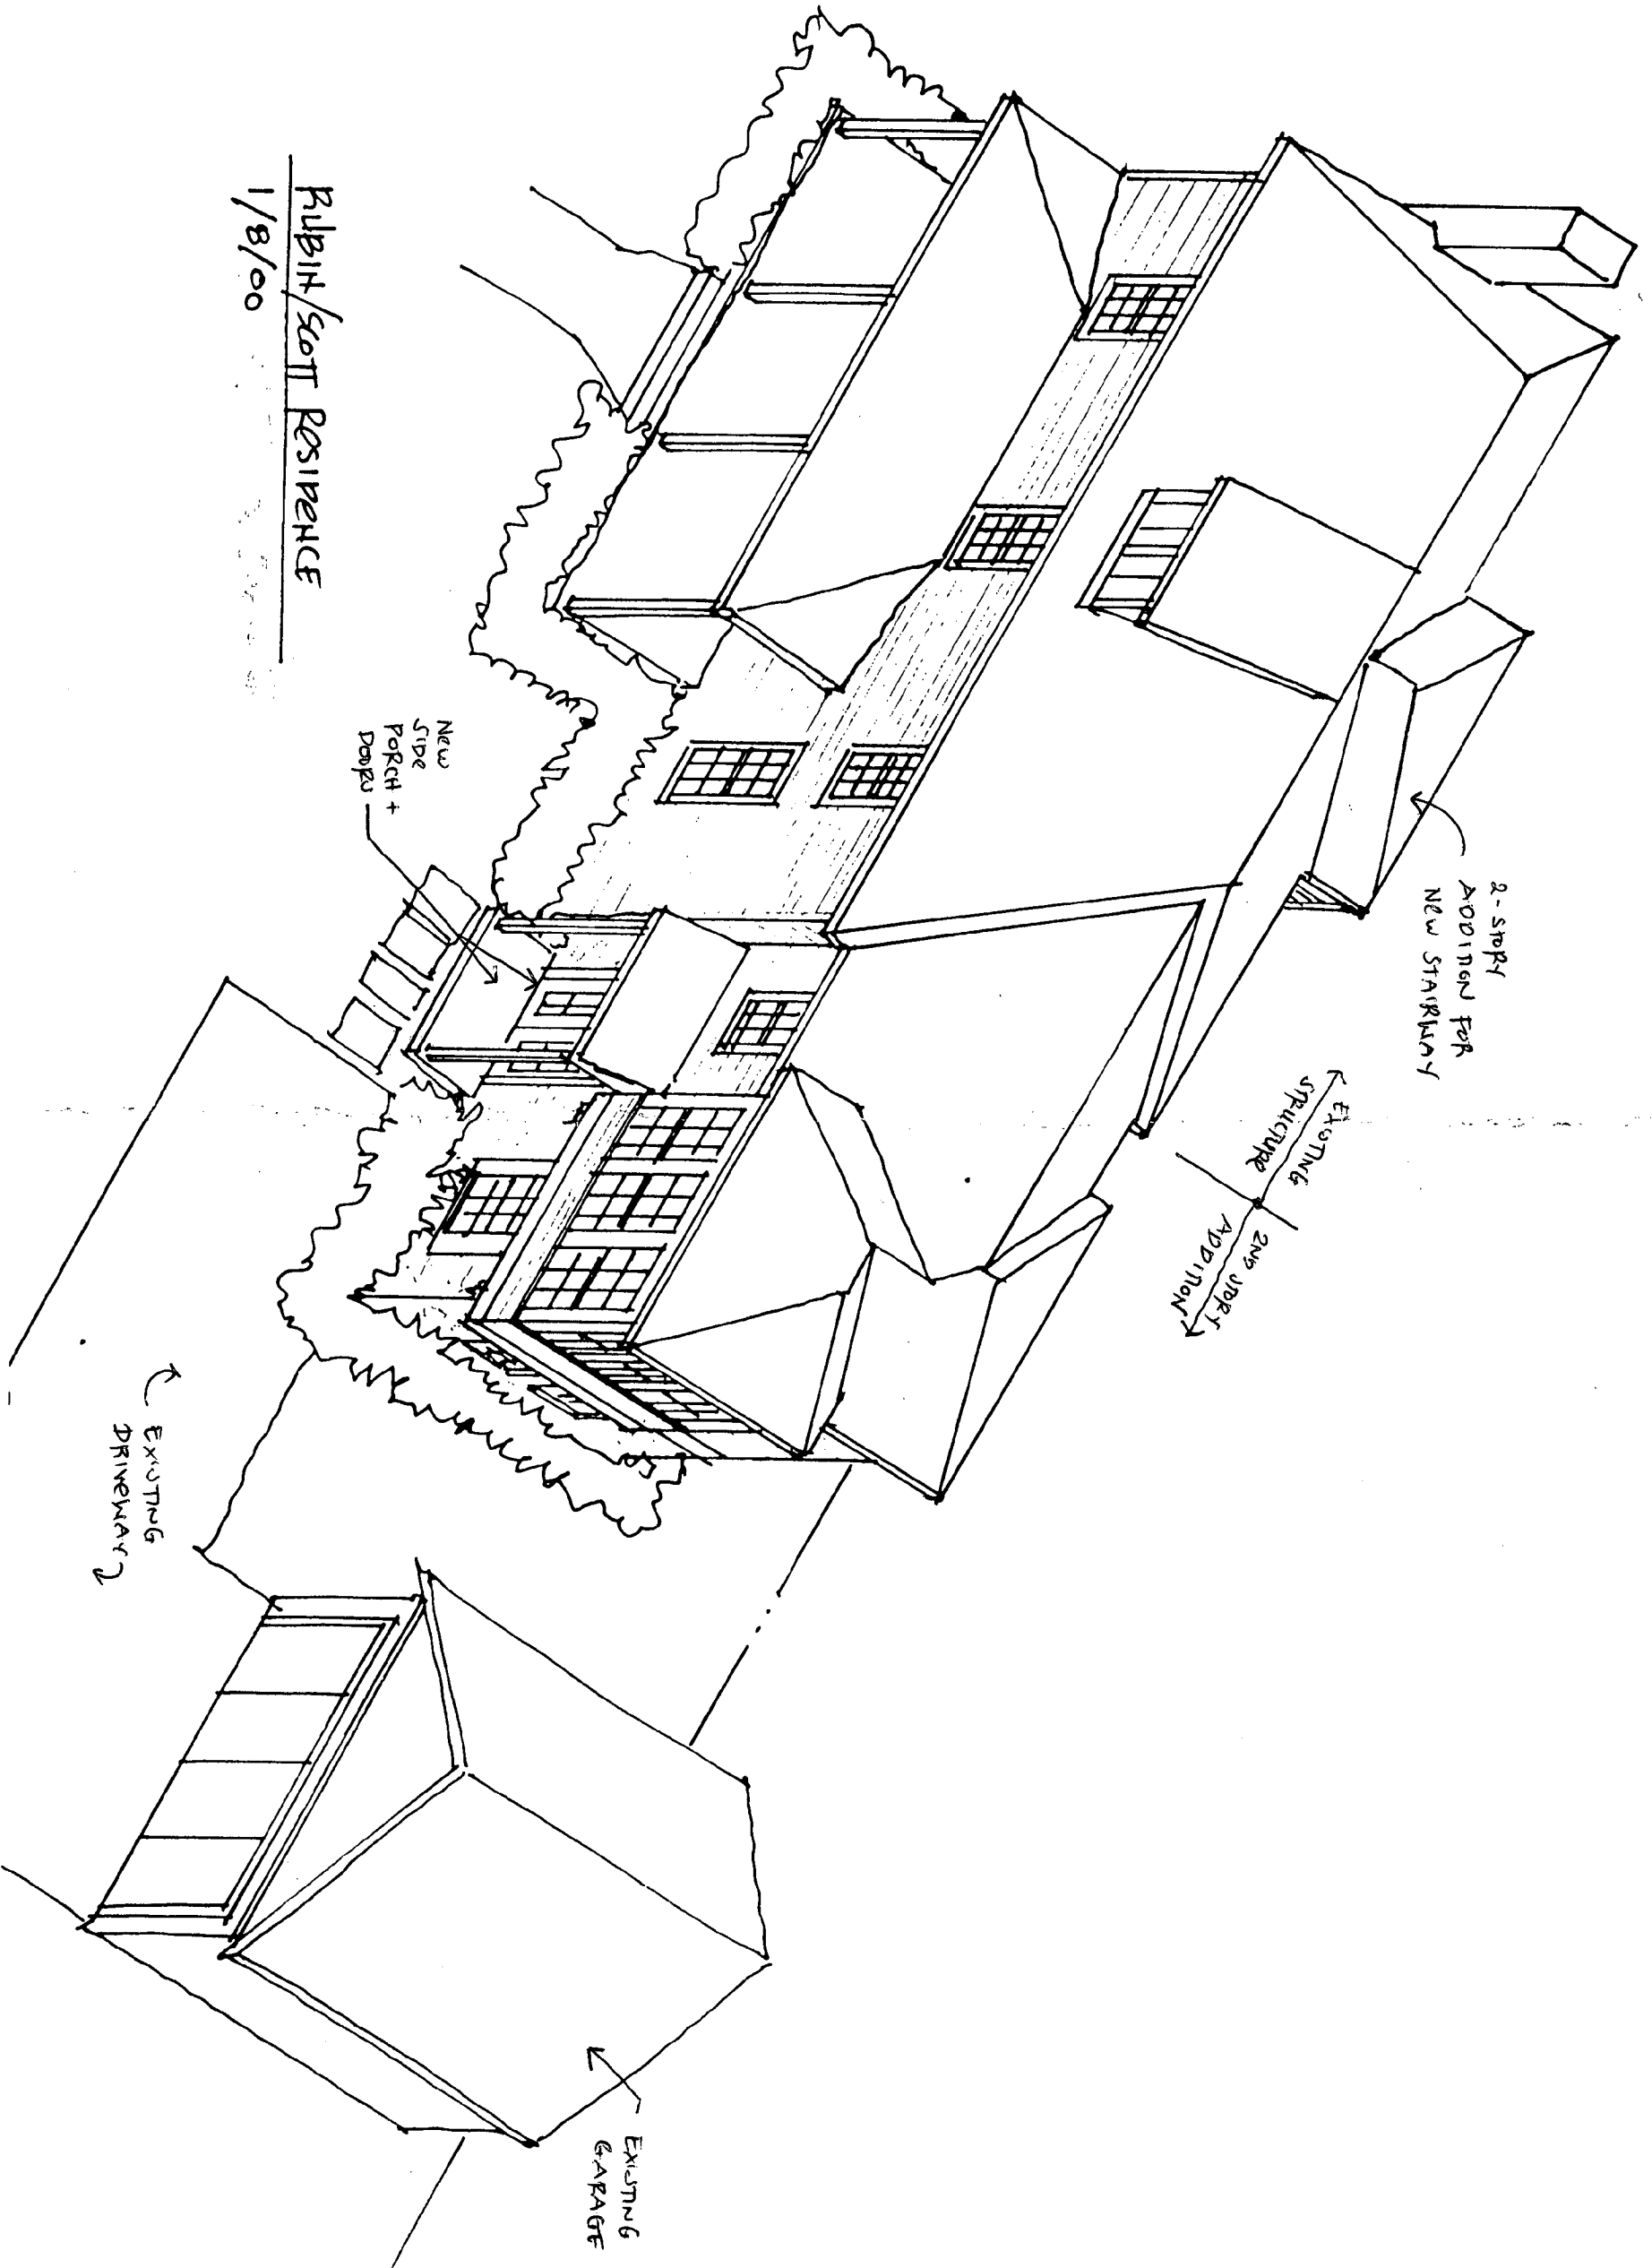 2-STORY
ADDITION FOR
NEW STAIRWAY
EXISTING
STRUCTURE
2ND STORY
ADDITION
NEW
SIDE
PORCH +
DOOR
EXISTING
DRIVEWAY
EXISTING
GARAGE
RUBIN/SCOTT RESIDENCE
1/8/00